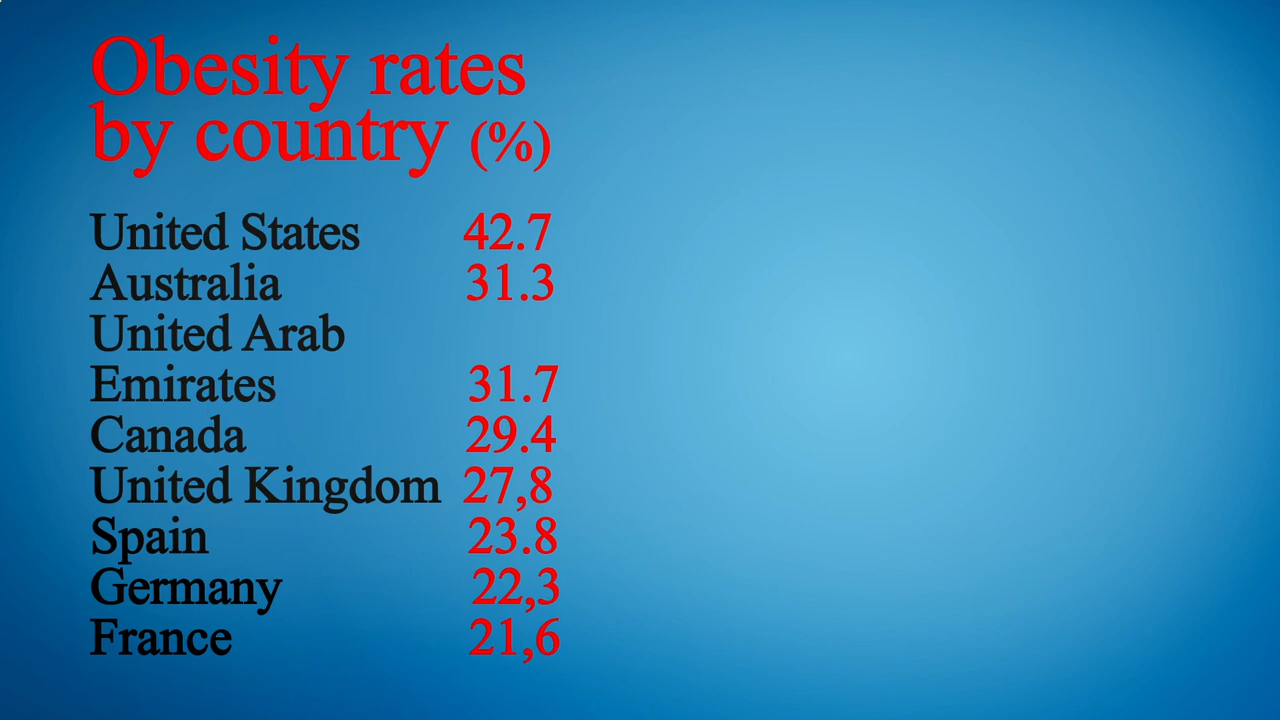 Obesity rates
by country (%)
United States 42.7
Australia 31.3
United Arab
Emirates 31.7
Canada 29.4
United Kingdom 27,8
Spain 23.8
Germany 22,3
France 21,6